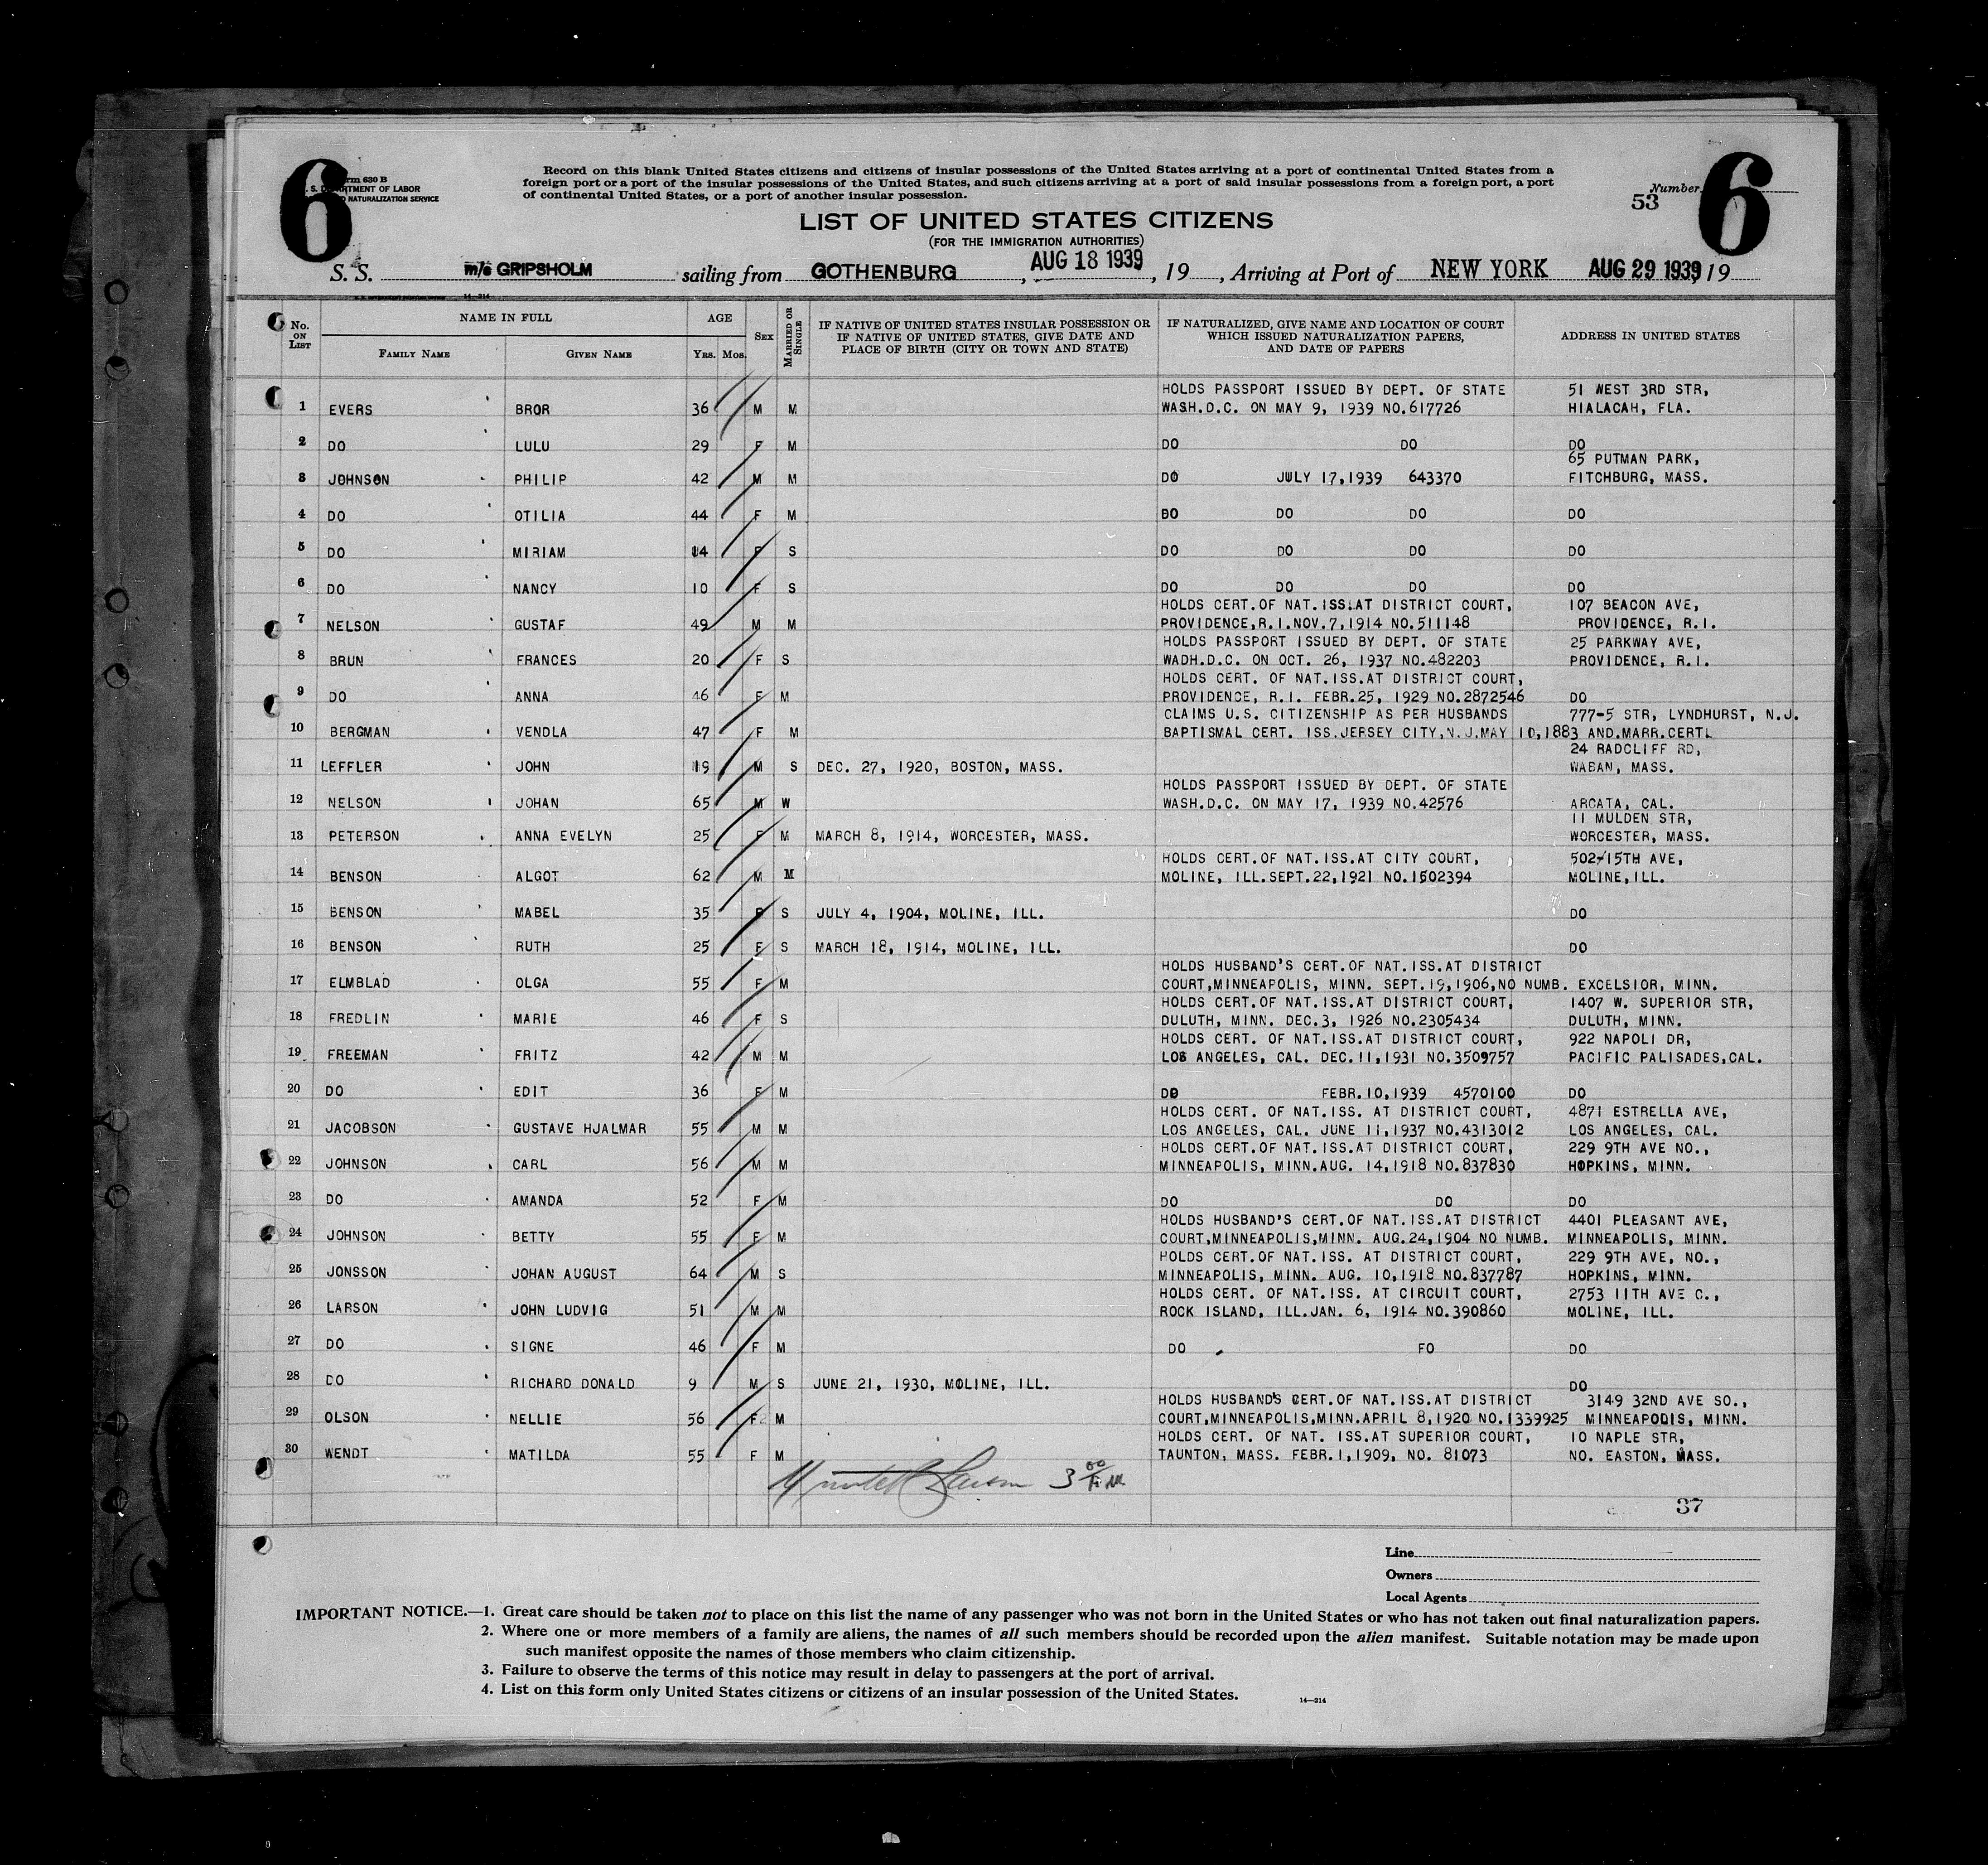 6
Form 630 B
U. S. DEPARTMENT OF LABOR
NATURALIZATION SERVICE
Record on this blank United States citizens and citizens of insular possessions of the United States arriving at a port of continental United States from a
foreign port or a port of the insular possessions of the United States, and such citizens arriving at a port of said insular possessions from a foreign port, a port
of continental United States, or a port of another insular possession.
Number
53
6
LIST OF UNITED STATES CITIZENS
(FOR THE IMMIGRATION AUTHORITIES)
S. S. m/s GRIPSHOLM sailing from GOTHENBURG, AUG 18 1939, 19 , Arriving at Port of NEW YORK AUG 29 1939, 19
14—214
No. ON LIST NAME IN FULL FAMILY NAME GIVEN NAME AGE YRS. MOS. SEX MARRIED OR SINGLE IF NATIVE OF UNITED STATES INSULAR POSSESSION OR IF NATIVE OF UNITED STATES, GIVE DATE AND PLACE OF BIRTH (CITY OR TOWN AND STATE) IF NATURALIZED, GIVE NAME AND LOCATION OF COURT WHICH ISSUED NATURALIZATION PAPERS, AND DATE OF PAPERS ADDRESS IN UNITED STATES
HOLDS PASSPORT ISSUED BY DEPT. OF STATE 51 WEST 3RD STR,
1 EVERS BROR 36 M M WASH.D.C. ON MAY 9, 1939 NO.617726 HIALACAH, FLA.
2 DO LULU 29 F M DO DO DO
65 PUTMAN PARK,
3 JOHNSON PHILIP 42 M M DO JULY 17,1939 643370 FITCHBURG, MASS.
4 DO OTILIA 44 F M DO DO DO DO
5 DO MIRIAM 14 F S DO DO DO DO
6 DO NANCY 10 F S DO DO DO DO
HOLDS CERT.OF NAT.ISS.AT DISTRICT COURT, 107 BEACON AVE,
7 NELSON GUSTAF 49 M M PROVIDENCE,R.I.NOV.7,1914 NO.511148 PROVIDENCE, R.I.
HOLDS PASSPORT ISSUED BY DEPT. OF STATE 25 PARKWAY AVE,
8 BRUN FRANCES 20 F S WADH.D.C. ON OCT. 26, 1937 NO.482203 PROVIDENCE, R.I.
HOLDS CERT. OF NAT.ISS.AT DISTRICT COURT,
9 DO ANNA 46 F M PROVIDENCE, R.I. FEBR.25, 1929 NO.2872546 DO
CLAIMS U.S. CITIZENSHIP AS PER HUSBANDS 777-5 STR, LYNDHURST, N.J.
10 BERGMAN VENDLA 47 F M BAPTISMAL CERT. ISS.JERSEY CITY,N.J.MAY 10,1883 AND.MARR.CERTL
24 RADCLIFF RD,
11 LEFFLER JOHN 19 M S DEC. 27, 1920, BOSTON, MASS. WABAN, MASS.
HOLDS PASSPORT ISSUED BY DEPT. OF STATE
12 NELSON JOHAN 65 M W WASH.D.C. ON MAY 17, 1939 NO.42576 ARCATA, CAL.
11 MULDEN STR,
13 PETERSON ANNA EVELYN 25 F M MARCH 8, 1914, WORCESTER, MASS. WORCESTER, MASS.
HOLDS CERT.OF NAT.ISS.AT CITY COURT, 502-15TH AVE,
14 BENSON ALGOT 62 M M MOLINE, ILL.SEPT.22,1921 NO.1502394 MOLINE,ILL.
15 BENSON MABEL 35 F S JULY 4, 1904, MOLINE, ILL. DO
16 BENSON RUTH 25 F S MARCH 18, 1914, MOLINE, ILL. DO
HOLDS HUSBAND'S CERT.OF NAT.ISS.AT DISTRICT
17 ELMBLAD OLGA 55 F M COURT,MINNEAPOLIS, MINN. SEPT.19,1906,NO NUMB. EXCELSIOR, MINN.
HOLDS CERT.OF NAT.ISS.AT DISTRICT COURT, 1407 W. SUPERIOR STR,
18 FREDLIN MARIE 46 F S DULUTH, MINN. DEC.3, 1926 NO.2305434 DULUTH, MINN.
HOLDS CERT. OF NAT.ISS.AT DISTRICT COURT, 922 NAPOLI DR,
19 FREEMAN FRITZ 42 M M LOS ANGELES, CAL. DEC.11,1931 NO.3509757 PACIFIC PALISADES,CAL.
20 DO EDIT 36 F M DO FEBR.10,1939 4570100 DO
HOLDS CERT. OF NAT.ISS. AT DISTRICT COURT, 4871 ESTRELLA AVE,
21 JACOBSON GUSTAVE HJALMAR 55 M M LOS ANGELES, CAL. JUNE 11,1937 NO.4313012 LOS ANGELES, CAL.
HOLDS CERT.OF NAT.ISS.AT DISTRICT COURT, 229 9TH AVE NO.,
22 JOHNSON CARL 56 M M MINNEAPOLIS, MINN.AUG. 14,1918 NO.837830 HOPKINS, MINN.
23 DO AMANDA 52 F M DO DO DO
HOLDS HUSBAND'S CERT.OF NAT.ISS.AT DISTRICT 4401 PLEASANT AVE,
24 JOHNSON BETTY 55 F M COURT,MINNEAPOLIS,MINN. AUG.24,1904 NO NUMB. MINNEAPOLIS, MINN.
HOLDS CERT.OF NAT.ISS. AT DISTRICT COURT, 229 9TH AVE, NO.,
25 JONSSON JOHAN AUGUST 64 M S MINNEAPOLIS, MINN. AUG. 10,1918 NO.837787 HOPKINS, MINN.
HOLDS CERT. OF NAT.ISS. AT CIRCUIT COURT, 2753 11TH AVE C.,
26 LARSON JOHN LUDVIG 51 M M ROCK ISLAND, ILL.JAN. 6, 1914 NO.390860 MOLINE, ILL.
27 DO SIGNE 46 F M DO FO DO
28 DO RICHARD DONALD 9 M S JUNE 21, 1930, MOLINE, ILL. DO
HOLDS HUSBANDS CERT.OF NAT.ISS.AT DISTRICT 3149 32ND AVE SO.,
29 OLSON NELLIE 56 F M COURT,MINNEAPOLIS,MINN.APRIL 8,1920 NO.1339925 MINNEAPODIS, MINN.
HOLDS CERT. OF NAT. ISS.AT SUPERIOR COURT, 10 NAPLE STR,
30 WENDT MATILDA 55 F M TAUNTON, MASS. FEBR.1,1909, NO. 81073 NO. EASTON, MASS.
37
Line
Owners
Local Agents
IMPORTANT NOTICE.—1. Great care should be taken not to place on this list the name of any passenger who was not born in the United States or who has not taken out final naturalization papers.
2. Where one or more members of a family are aliens, the names of all such members should be recorded upon the alien manifest. Suitable notation may be made upon
such manifest opposite the names of those members who claim citizenship.
3. Failure to observe the terms of this notice may result in delay to passengers at the port of arrival.
4. List on this form only United States citizens or citizens of an insular possession of the United States.
14—214